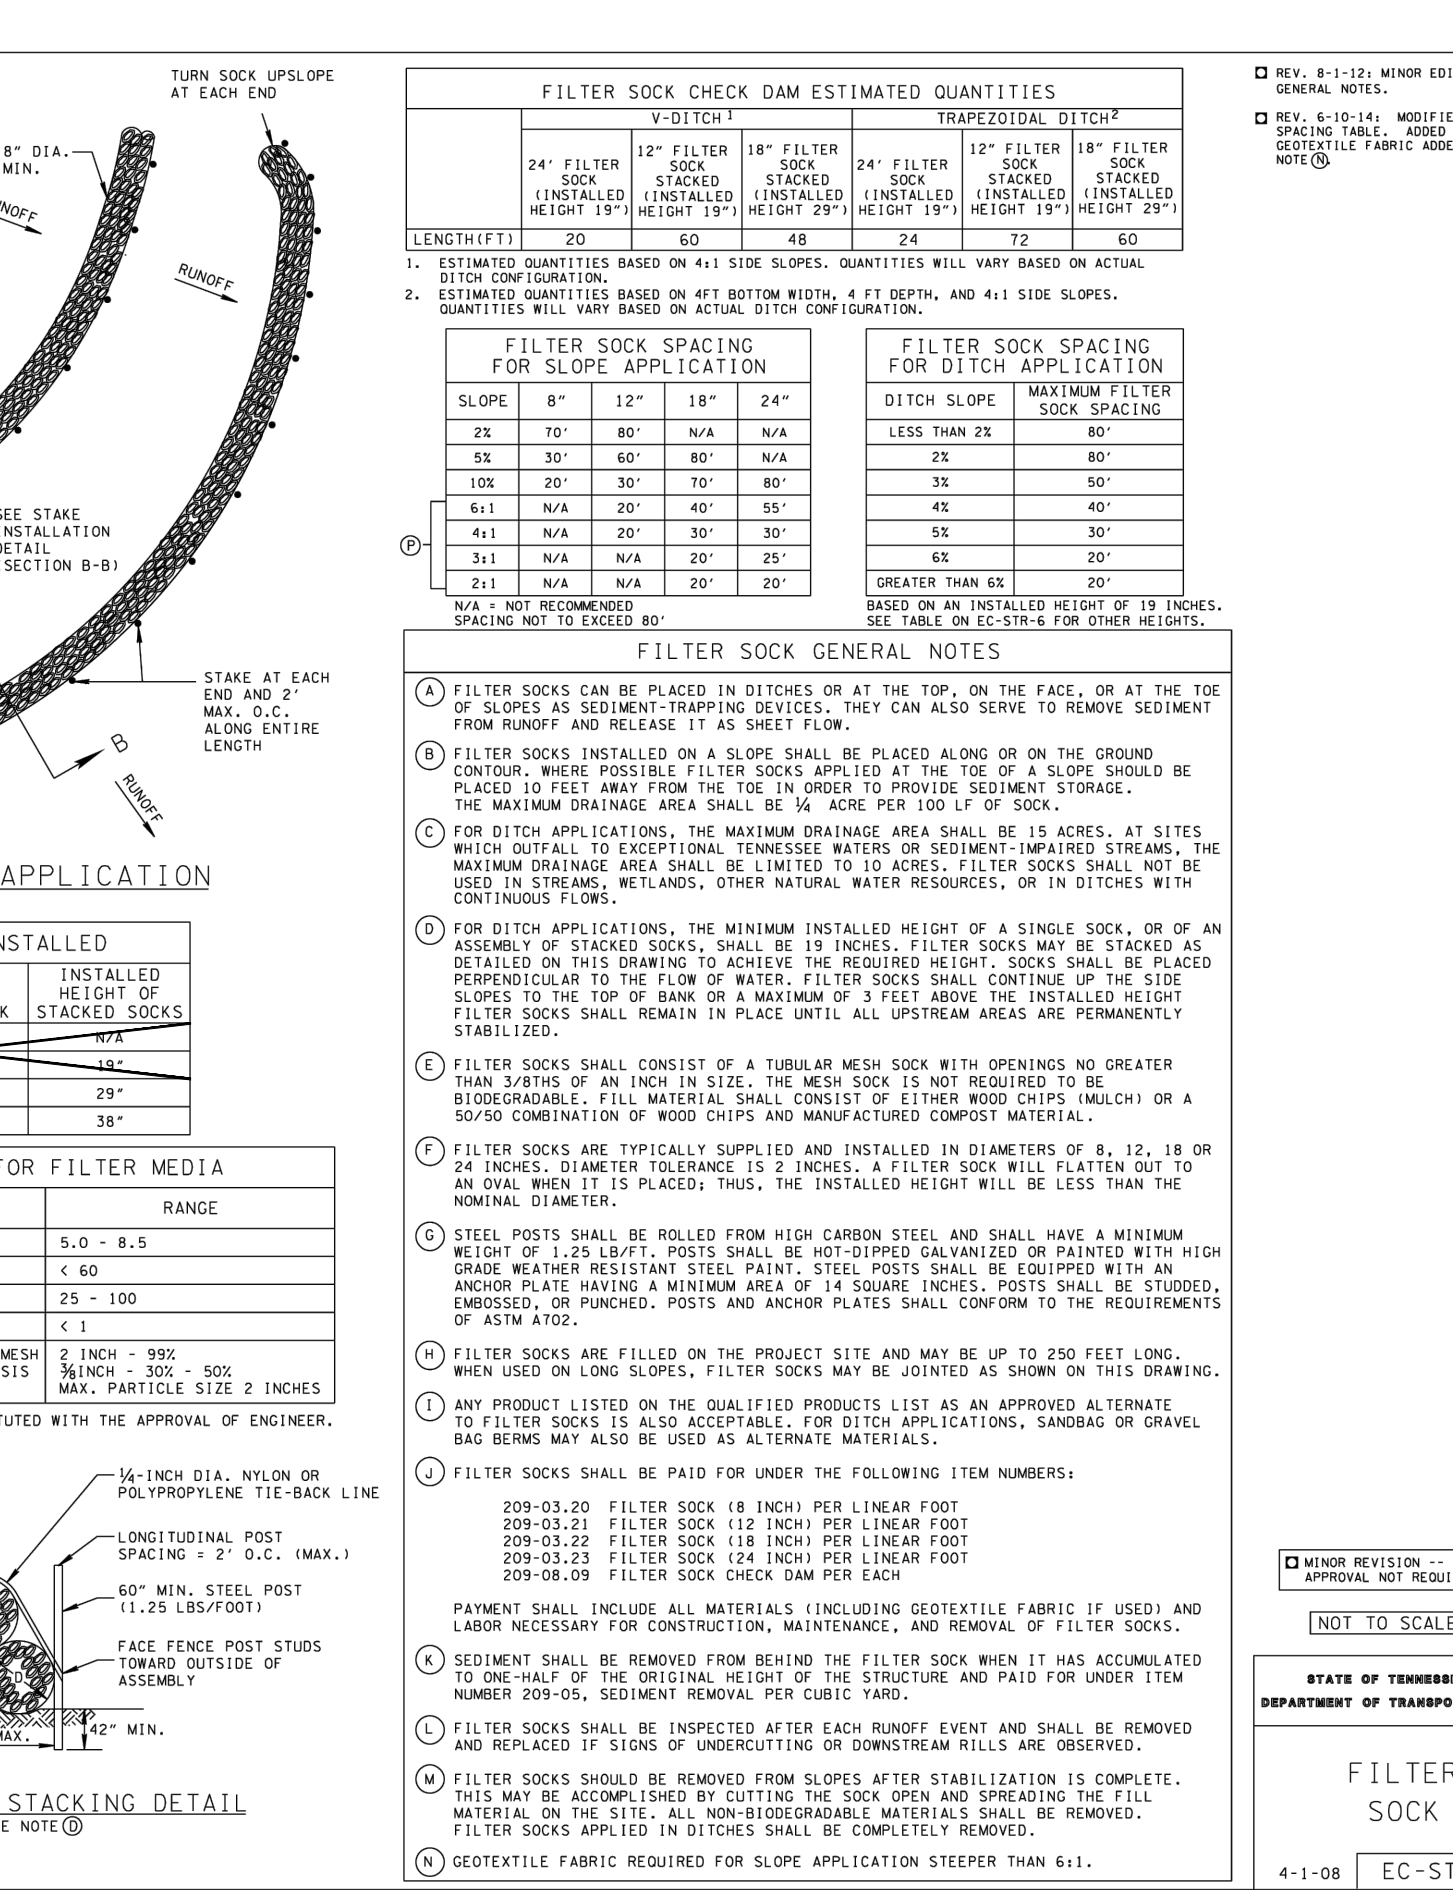 TURN SOCK UPSLOPE
AT EACH END
8" DIA.
MIN.
RUNOFF
SEE STAKE
INSTALLATION
DETAIL
(SECTION B-B)
STAKE AT EACH
END AND 2'
MAX. O.C.
ALONG ENTIRE
LENGTH
B
RUNOFF
APPLICATION
INSTALLED
INSTALLED
HEIGHT OF
STACKED SOCKS
K
N/A
19"
29"
38"
FOR FILTER MEDIA
RANGE
5.0 - 8.5
< 60
25 - 100
< 1
MESH 2 INCH - 99%
SIS ⅜INCH - 30% - 50%
MAX. PARTICLE SIZE 2 INCHES
TUTED WITH THE APPROVAL OF ENGINEER.
¼-INCH DIA. NYLON OR
POLYPROPYLENE TIE-BACK LINE
LONGITUDINAL POST
SPACING = 2' O.C. (MAX.)
60" MIN. STEEL POST
(1.25 LBS/FOOT)
FACE FENCE POST STUDS
TOWARD OUTSIDE OF
ASSEMBLY
D
MAX.
42" MIN.
STACKING DETAIL
E NOTE D
FILTER SOCK CHECK DAM ESTIMATED QUANTITIES
V-DITCH 1 TRAPEZOIDAL DITCH 2
24' FILTER SOCK (INSTALLED HEIGHT 19")
12" FILTER SOCK STACKED (INSTALLED HEIGHT 19")
18" FILTER SOCK STACKED (INSTALLED HEIGHT 29")
24' FILTER SOCK (INSTALLED HEIGHT 19")
12" FILTER SOCK STACKED (INSTALLED HEIGHT 19")
18" FILTER SOCK STACKED (INSTALLED HEIGHT 29")
LENGTH(FT) 20 60 48 24 72 60
1. ESTIMATED QUANTITIES BASED ON 4:1 SIDE SLOPES. QUANTITIES WILL VARY BASED ON ACTUAL
DITCH CONFIGURATION.
2. ESTIMATED QUANTITIES BASED ON 4FT BOTTOM WIDTH, 4 FT DEPTH, AND 4:1 SIDE SLOPES.
QUANTITIES WILL VARY BASED ON ACTUAL DITCH CONFIGURATION.
FILTER SOCK SPACING
FOR SLOPE APPLICATION
SLOPE 8" 12" 18" 24"
2% 70' 80' N/A N/A
5% 30' 60' 80' N/A
10% 20' 30' 70' 80'
6:1 N/A 20' 40' 55'
4:1 N/A 20' 30' 30'
3:1 N/A N/A 20' 25'
2:1 N/A N/A 20' 20'
P
N/A = NOT RECOMMENDED
SPACING NOT TO EXCEED 80'
FILTER SOCK SPACING
FOR DITCH APPLICATION
DITCH SLOPE MAXIMUM FILTER SOCK SPACING
LESS THAN 2% 80'
2% 80'
3% 50'
4% 40'
5% 30'
6% 20'
GREATER THAN 6% 20'
BASED ON AN INSTALLED HEIGHT OF 19 INCHES.
SEE TABLE ON EC-STR-6 FOR OTHER HEIGHTS.
FILTER SOCK GENERAL NOTES
A FILTER SOCKS CAN BE PLACED IN DITCHES OR AT THE TOP, ON THE FACE, OR AT THE TOE
OF SLOPES AS SEDIMENT-TRAPPING DEVICES. THEY CAN ALSO SERVE TO REMOVE SEDIMENT
FROM RUNOFF AND RELEASE IT AS SHEET FLOW.
B FILTER SOCKS INSTALLED ON A SLOPE SHALL BE PLACED ALONG OR ON THE GROUND
CONTOUR. WHERE POSSIBLE FILTER SOCKS APPLIED AT THE TOE OF A SLOPE SHOULD BE
PLACED 10 FEET AWAY FROM THE TOE IN ORDER TO PROVIDE SEDIMENT STORAGE.
THE MAXIMUM DRAINAGE AREA SHALL BE ¼ ACRE PER 100 LF OF SOCK.
C FOR DITCH APPLICATIONS, THE MAXIMUM DRAINAGE AREA SHALL BE 15 ACRES. AT SITES
WHICH OUTFALL TO EXCEPTIONAL TENNESSEE WATERS OR SEDIMENT-IMPAIRED STREAMS, THE
MAXIMUM DRAINAGE AREA SHALL BE LIMITED TO 10 ACRES. FILTER SOCKS SHALL NOT BE
USED IN STREAMS, WETLANDS, OTHER NATURAL WATER RESOURCES, OR IN DITCHES WITH
CONTINUOUS FLOWS.
D FOR DITCH APPLICATIONS, THE MINIMUM INSTALLED HEIGHT OF A SINGLE SOCK, OR OF AN
ASSEMBLY OF STACKED SOCKS, SHALL BE 19 INCHES. FILTER SOCKS MAY BE STACKED AS
DETAILED ON THIS DRAWING TO ACHIEVE THE REQUIRED HEIGHT. SOCKS SHALL BE PLACED
PERPENDICULAR TO THE FLOW OF WATER. FILTER SOCKS SHALL CONTINUE UP THE SIDE
SLOPES TO THE TOP OF BANK OR A MAXIMUM OF 3 FEET ABOVE THE INSTALLED HEIGHT
FILTER SOCKS SHALL REMAIN IN PLACE UNTIL ALL UPSTREAM AREAS ARE PERMANENTLY
STABILIZED.
E FILTER SOCKS SHALL CONSIST OF A TUBULAR MESH SOCK WITH OPENINGS NO GREATER
THAN 3/8THS OF AN INCH IN SIZE. THE MESH SOCK IS NOT REQUIRED TO BE
BIODEGRADABLE. FILL MATERIAL SHALL CONSIST OF EITHER WOOD CHIPS (MULCH) OR A
50/50 COMBINATION OF WOOD CHIPS AND MANUFACTURED COMPOST MATERIAL.
F FILTER SOCKS ARE TYPICALLY SUPPLIED AND INSTALLED IN DIAMETERS OF 8, 12, 18 OR
24 INCHES. DIAMETER TOLERANCE IS 2 INCHES. A FILTER SOCK WILL FLATTEN OUT TO
AN OVAL WHEN IT IS PLACED; THUS, THE INSTALLED HEIGHT WILL BE LESS THAN THE
NOMINAL DIAMETER.
G STEEL POSTS SHALL BE ROLLED FROM HIGH CARBON STEEL AND SHALL HAVE A MINIMUM
WEIGHT OF 1.25 LB/FT. POSTS SHALL BE HOT-DIPPED GALVANIZED OR PAINTED WITH HIGH
GRADE WEATHER RESISTANT STEEL PAINT. STEEL POSTS SHALL BE EQUIPPED WITH AN
ANCHOR PLATE HAVING A MINIMUM AREA OF 14 SQUARE INCHES. POSTS SHALL BE STUDDED,
EMBOSSED, OR PUNCHED. POSTS AND ANCHOR PLATES SHALL CONFORM TO THE REQUIREMENTS
OF ASTM A702.
H FILTER SOCKS ARE FILLED ON THE PROJECT SITE AND MAY BE UP TO 250 FEET LONG.
WHEN USED ON LONG SLOPES, FILTER SOCKS MAY BE JOINTED AS SHOWN ON THIS DRAWING.
I ANY PRODUCT LISTED ON THE QUALIFIED PRODUCTS LIST AS AN APPROVED ALTERNATE
TO FILTER SOCKS IS ALSO ACCEPTABLE. FOR DITCH APPLICATIONS, SANDBAG OR GRAVEL
BAG BERMS MAY ALSO BE USED AS ALTERNATE MATERIALS.
J FILTER SOCKS SHALL BE PAID FOR UNDER THE FOLLOWING ITEM NUMBERS:
209-03.20 FILTER SOCK (8 INCH) PER LINEAR FOOT
209-03.21 FILTER SOCK (12 INCH) PER LINEAR FOOT
209-03.22 FILTER SOCK (18 INCH) PER LINEAR FOOT
209-03.23 FILTER SOCK (24 INCH) PER LINEAR FOOT
209-08.09 FILTER SOCK CHECK DAM PER EACH
PAYMENT SHALL INCLUDE ALL MATERIALS (INCLUDING GEOTEXTILE FABRIC IF USED) AND
LABOR NECESSARY FOR CONSTRUCTION, MAINTENANCE, AND REMOVAL OF FILTER SOCKS.
K SEDIMENT SHALL BE REMOVED FROM BEHIND THE FILTER SOCK WHEN IT HAS ACCUMULATED
TO ONE-HALF OF THE ORIGINAL HEIGHT OF THE STRUCTURE AND PAID FOR UNDER ITEM
NUMBER 209-05, SEDIMENT REMOVAL PER CUBIC YARD.
L FILTER SOCKS SHALL BE INSPECTED AFTER EACH RUNOFF EVENT AND SHALL BE REMOVED
AND REPLACED IF SIGNS OF UNDERCUTTING OR DOWNSTREAM RILLS ARE OBSERVED.
M FILTER SOCKS SHOULD BE REMOVED FROM SLOPES AFTER STABILIZATION IS COMPLETE.
THIS MAY BE ACCOMPLISHED BY CUTTING THE SOCK OPEN AND SPREADING THE FILL
MATERIAL ON THE SITE. ALL NON-BIODEGRADABLE MATERIALS SHALL BE REMOVED.
FILTER SOCKS APPLIED IN DITCHES SHALL BE COMPLETELY REMOVED.
N GEOTEXTILE FABRIC REQUIRED FOR SLOPE APPLICATION STEEPER THAN 6:1.
REV. 8-1-12: MINOR EDI
GENERAL NOTES.
REV. 6-10-14: MODIFIE
SPACING TABLE. ADDED
GEOTEXTILE FABRIC ADDE
NOTE N.
MINOR REVISION --
APPROVAL NOT REQUI
NOT TO SCALE
STATE OF TENNESSE
DEPARTMENT OF TRANSPO
FILTER
SOCK
4-1-08 EC-ST